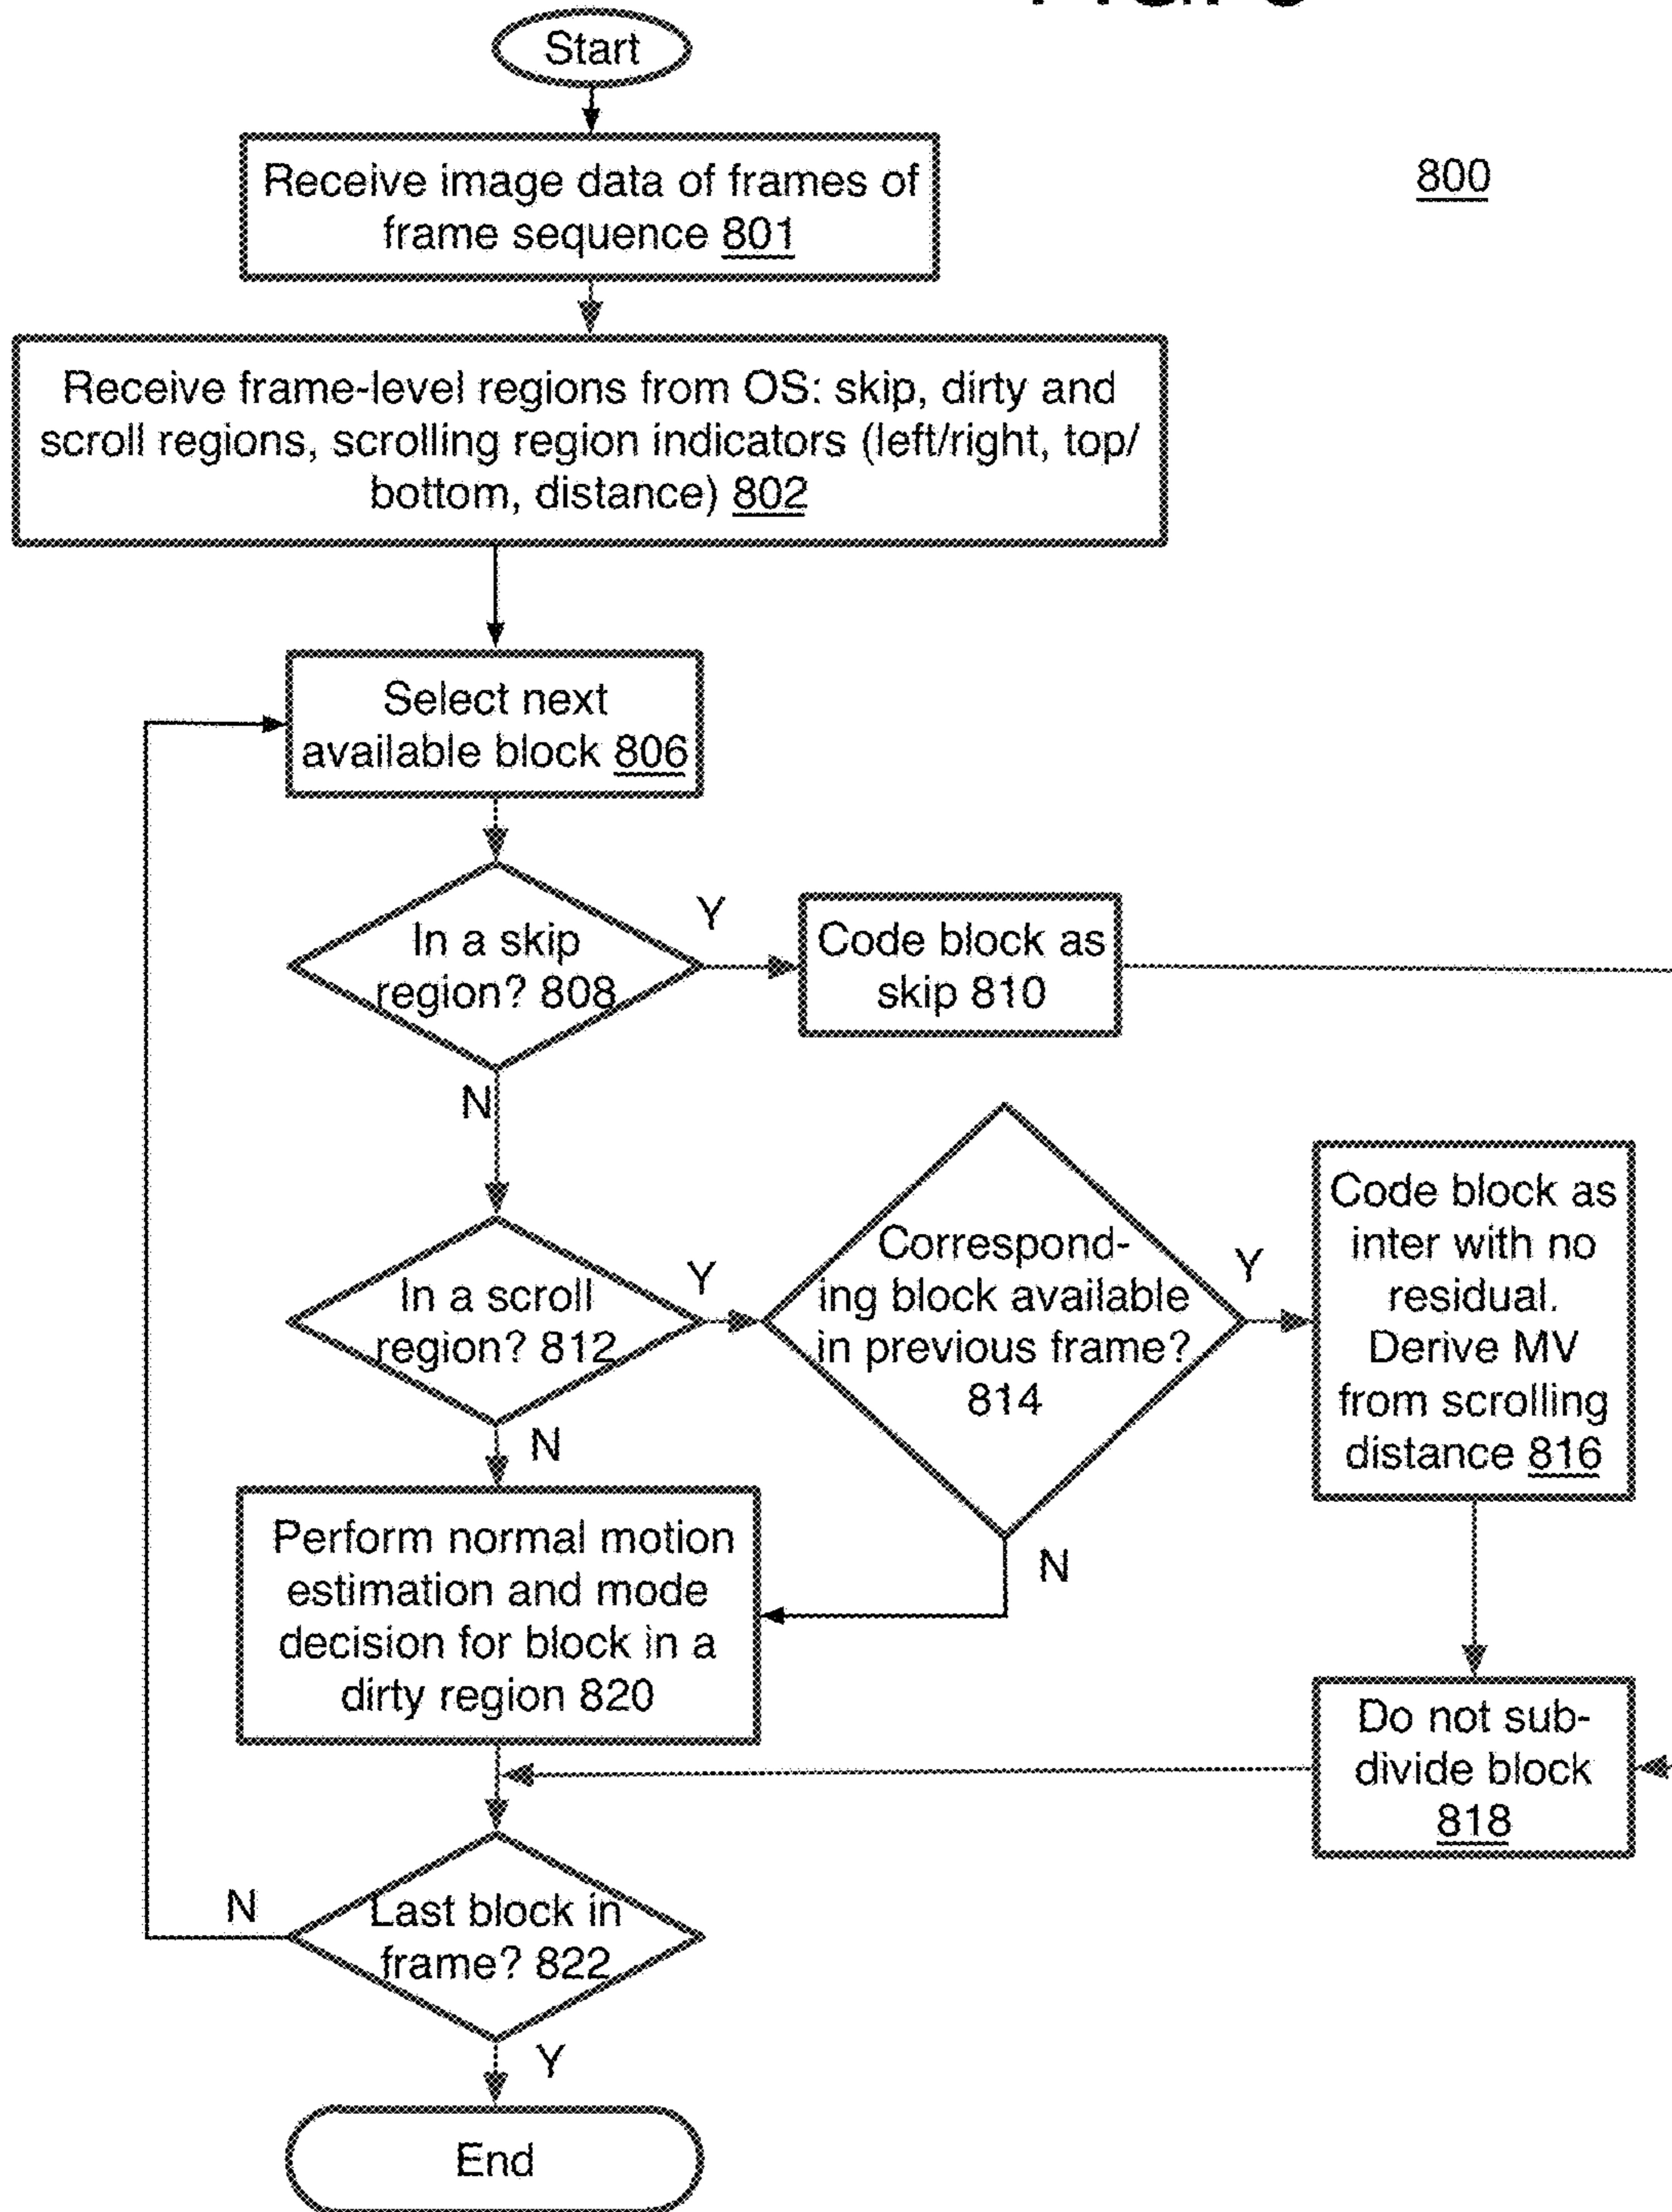 Start
Receive image data of frames of
frame sequence 801
800
Receive frame-level regions from OS: skip, dirty and
scroll regions, scrolling region indicators (left/right, top/
bottom, distance) 802
Select next
available block 806
In a skip
region? 808
Y
Code block as
skip 810
N
In a scroll
region? 812
Y
Correspond-
ing block available
in previous frame?
814
Y
Code block as
inter with no
residual.
Derive MV
from scrolling
distance 816
N
N
Perform normal motion
estimation and mode
decision for block in a
dirty region 820
Do not sub-
divide block
818
Last block in
frame? 822
N
Y
End